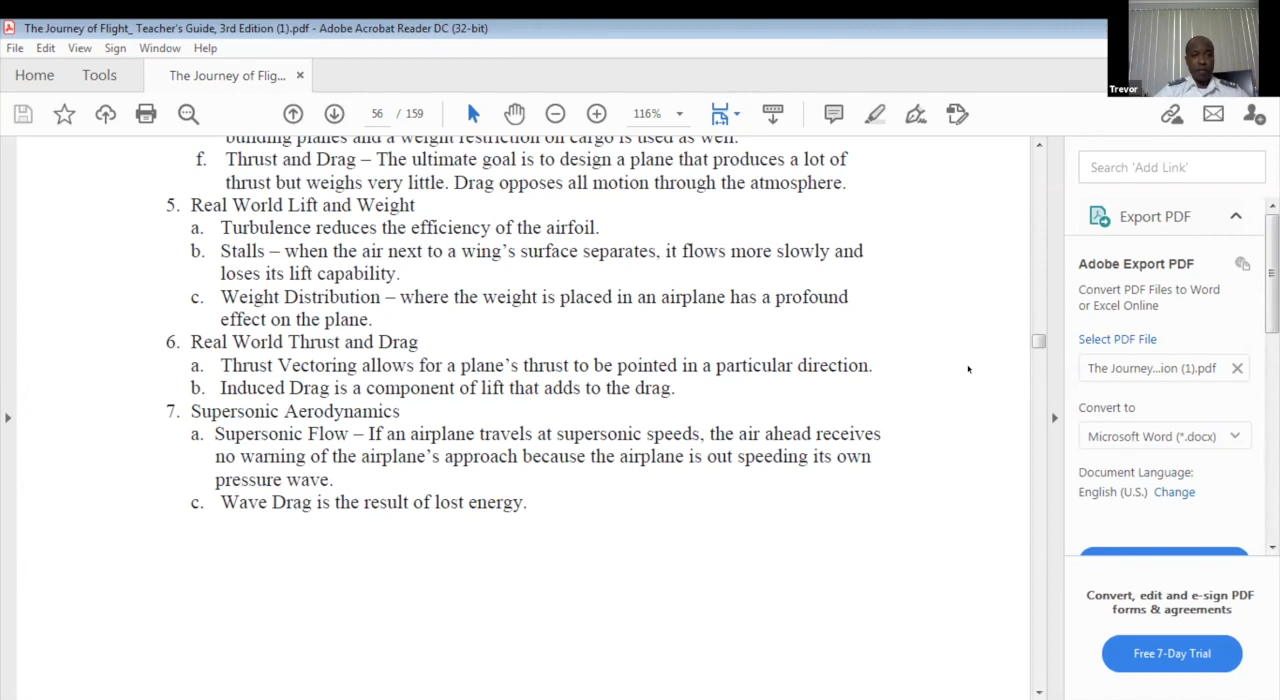 The Journey of Flight_ Teacher's Guide, 3rd Edition (1).pdf - Adobe Acrobat Reader DC (32-bit)
File Edit View Sign Window Help
Home Tools The Journey of Flig... ×
56 / 159 116%
Trevor
building planes and a weight restriction on cargo is used as well.
f. Thrust and Drag – The ultimate goal is to design a plane that produces a lot of
thrust but weighs very little. Drag opposes all motion through the atmosphere.
5. Real World Lift and Weight
a. Turbulence reduces the efficiency of the airfoil.
b. Stalls – when the air next to a wing's surface separates, it flows more slowly and
loses its lift capability.
c. Weight Distribution – where the weight is placed in an airplane has a profound
effect on the plane.
6. Real World Thrust and Drag
a. Thrust Vectoring allows for a plane's thrust to be pointed in a particular direction.
b. Induced Drag is a component of lift that adds to the drag.
7. Supersonic Aerodynamics
a. Supersonic Flow – If an airplane travels at supersonic speeds, the air ahead receives
no warning of the airplane's approach because the airplane is out speeding its own
pressure wave.
c. Wave Drag is the result of lost energy.
Search 'Add Link'
Export PDF
Adobe Export PDF
Convert PDF Files to Word
or Excel Online
Select PDF File
The Journey...ion (1).pdf
Convert to
Microsoft Word (*.docx)
Document Language:
English (U.S.) Change
Convert, edit and e-sign PDF
forms & agreements
Free 7-Day Trial